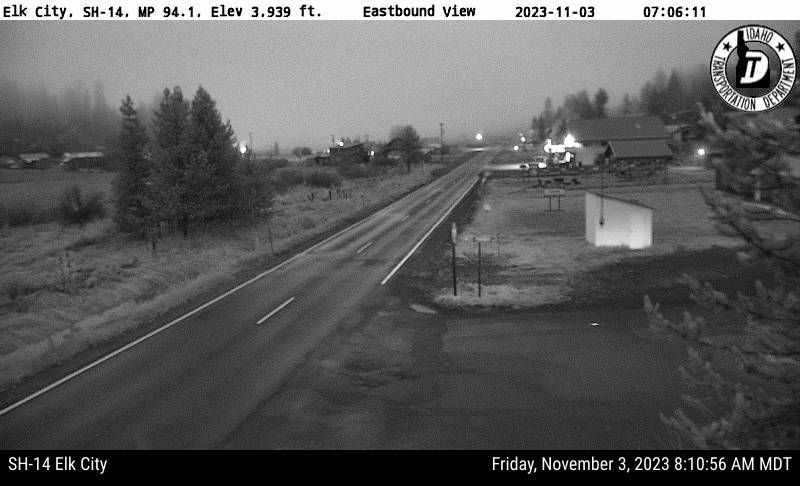 Elk City, SH-14, MP 94.1, Elev 3,939 ft. Eastbound View 2023-11-03 07:06:11
IDAHO
TRANSPORTATION DEPARTMENT
SH-14 Elk City
Friday, November 3, 2023 8:10:56 AM MDT